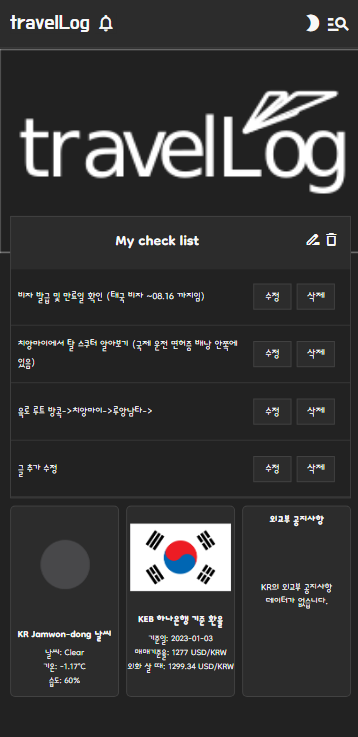 travelLog
travelLog
My check list
비자 발급 및 만료일 확인 (태국 비자 ~08.16 까지임)
수정
삭제
치앙마이에서 탈 스쿠터 알아보기 (국제 운전 면허증 배낭 안쪽에
있음)
수정
삭제
육로 루트 방콕->치앙마이->루앙남타->
수정
삭제
글 추가 수정
수정
삭제
KR Jamwon-dong 날씨
날씨: Clear
기온: -1.17°C
습도: 60%
KEB 하나은행 기준 환율
기준일: 2023-01-03
매매기준율: 1277 USD/KRW
외화 살 때: 1299.34 USD/KRW
외교부 공지사항
KR의 외교부 공지사항
데이터가 없습니다.